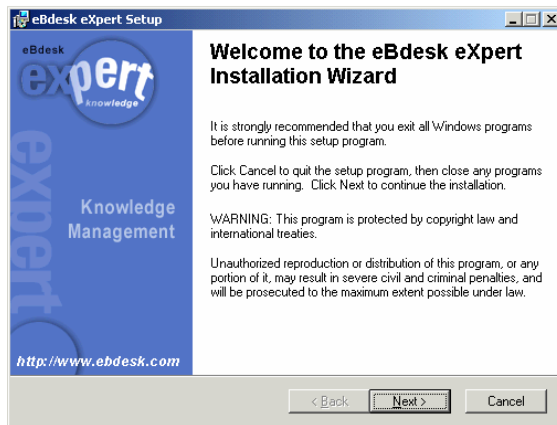 eBdesk eXpert Setup
eBdesk
expert
knowledge
expert
Knowledge
Management
http://www.ebdesk.com
Welcome to the eBdesk eXpert
Installation Wizard
It is strongly recommended that you exit all Windows programs
before running this setup program.
Click Cancel to quit the setup program, then close any programs
you have running. Click Next to continue the installation.
WARNING: This program is protected by copyright law and
international treaties.
Unauthorized reproduction or distribution of this program, or any
portion of it, may result in severe civil and criminal penalties, and
will be prosecuted to the maximum extent possible under law.
< Back
Next >
Cancel